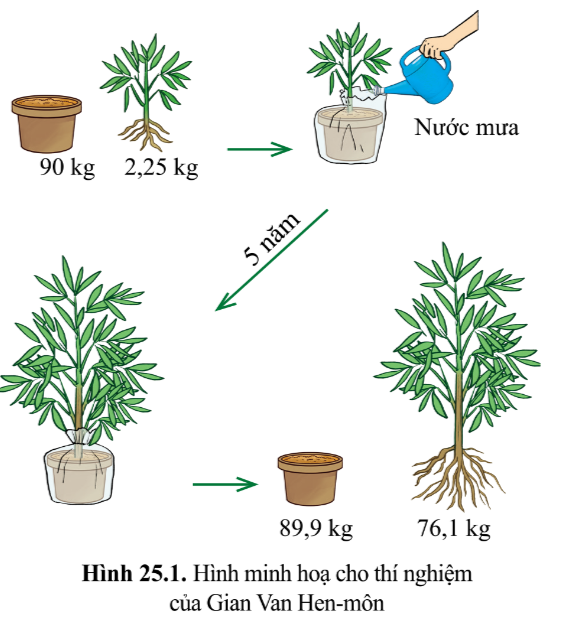 90 kg
2,25 kg
Nước mưa
5 năm
89,9 kg
76,1 kg
Hình 25.1. Hình minh hoạ cho thí nghiệm
của Gian Van Hen-môn